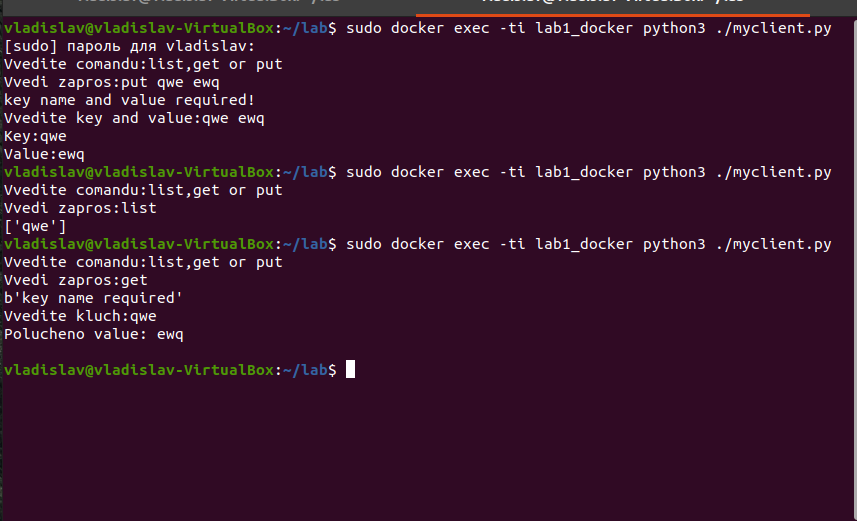 vladislav@vladislav-VirtualBox:~/lab$ sudo docker exec -ti lab1_docker python3 ./myclient.py
[sudo] пароль для vladislav:
Vvedite comandu:list,get or put
Vvedi zapros:put qwe ewq
key name and value required!
Vvedite key and value:qwe ewq
Key:qwe
Value:ewq
vladislav@vladislav-VirtualBox:~/lab$ sudo docker exec -ti lab1_docker python3 ./myclient.py
Vvedite comandu:list,get or put
Vvedi zapros:list
['qwe']
vladislav@vladislav-VirtualBox:~/lab$ sudo docker exec -ti lab1_docker python3 ./myclient.py
Vvedite comandu:list,get or put
Vvedi zapros:get
b'key name required'
Vvedite kluch:qwe
Polucheno value: ewq
vladislav@vladislav-VirtualBox:~/lab$